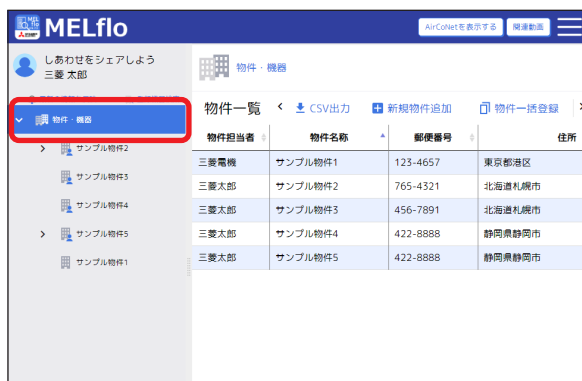 MEL flo
MELflo
AirCoNetを表示する
関連動画
しあわせをシェアしよう
三菱 太郎
物件・機器
サンプル物件2
サンプル物件3
サンプル物件4
サンプル物件5
サンプル物件1
物件・機器
物件一覧
CSV出力
新規物件追加
物件一括登録
物件担当者 物件名称 郵便番号 住所
三菱電機 サンプル物件1 123-4657 東京都港区
三菱太郎 サンプル物件2 765-4321 北海道札幌市
三菱太郎 サンプル物件3 456-7891 北海道札幌市
三菱太郎 サンプル物件4 422-8888 静岡県静岡市
三菱太郎 サンプル物件5 422-8888 静岡県静岡市